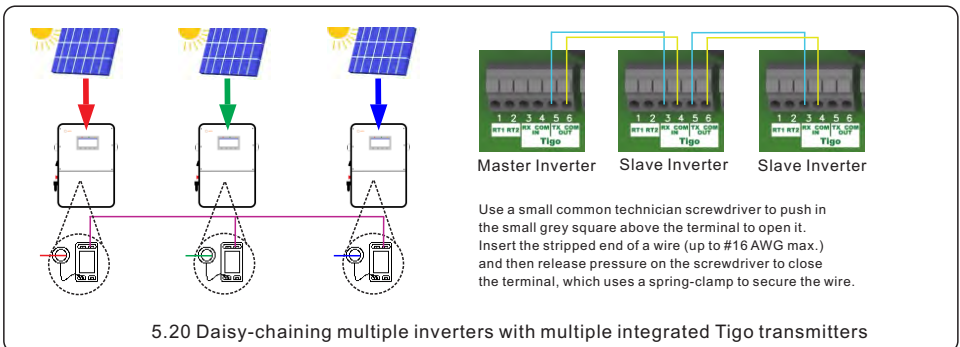 1 2 3 4 5 6
RT1 RT2 RX COM TX COM
IN OUT
Tigo
Master Inverter
1 2 3 4 5 6
RT1 RT2 RX COM TX COM
IN OUT
Tigo
Slave Inverter
1 2 3 4 5 6
RT1 RT2 RX COM TX COM
IN OUT
Tigo
Slave Inverter
Use a small common technician screwdriver to push in
the small grey square above the terminal to open it.
Insert the stripped end of a wire (up to #16 AWG max.)
and then release pressure on the screwdriver to close
the terminal, which uses a spring-clamp to secure the wire.
5.20 Daisy-chaining multiple inverters with multiple integrated Tigo transmitters